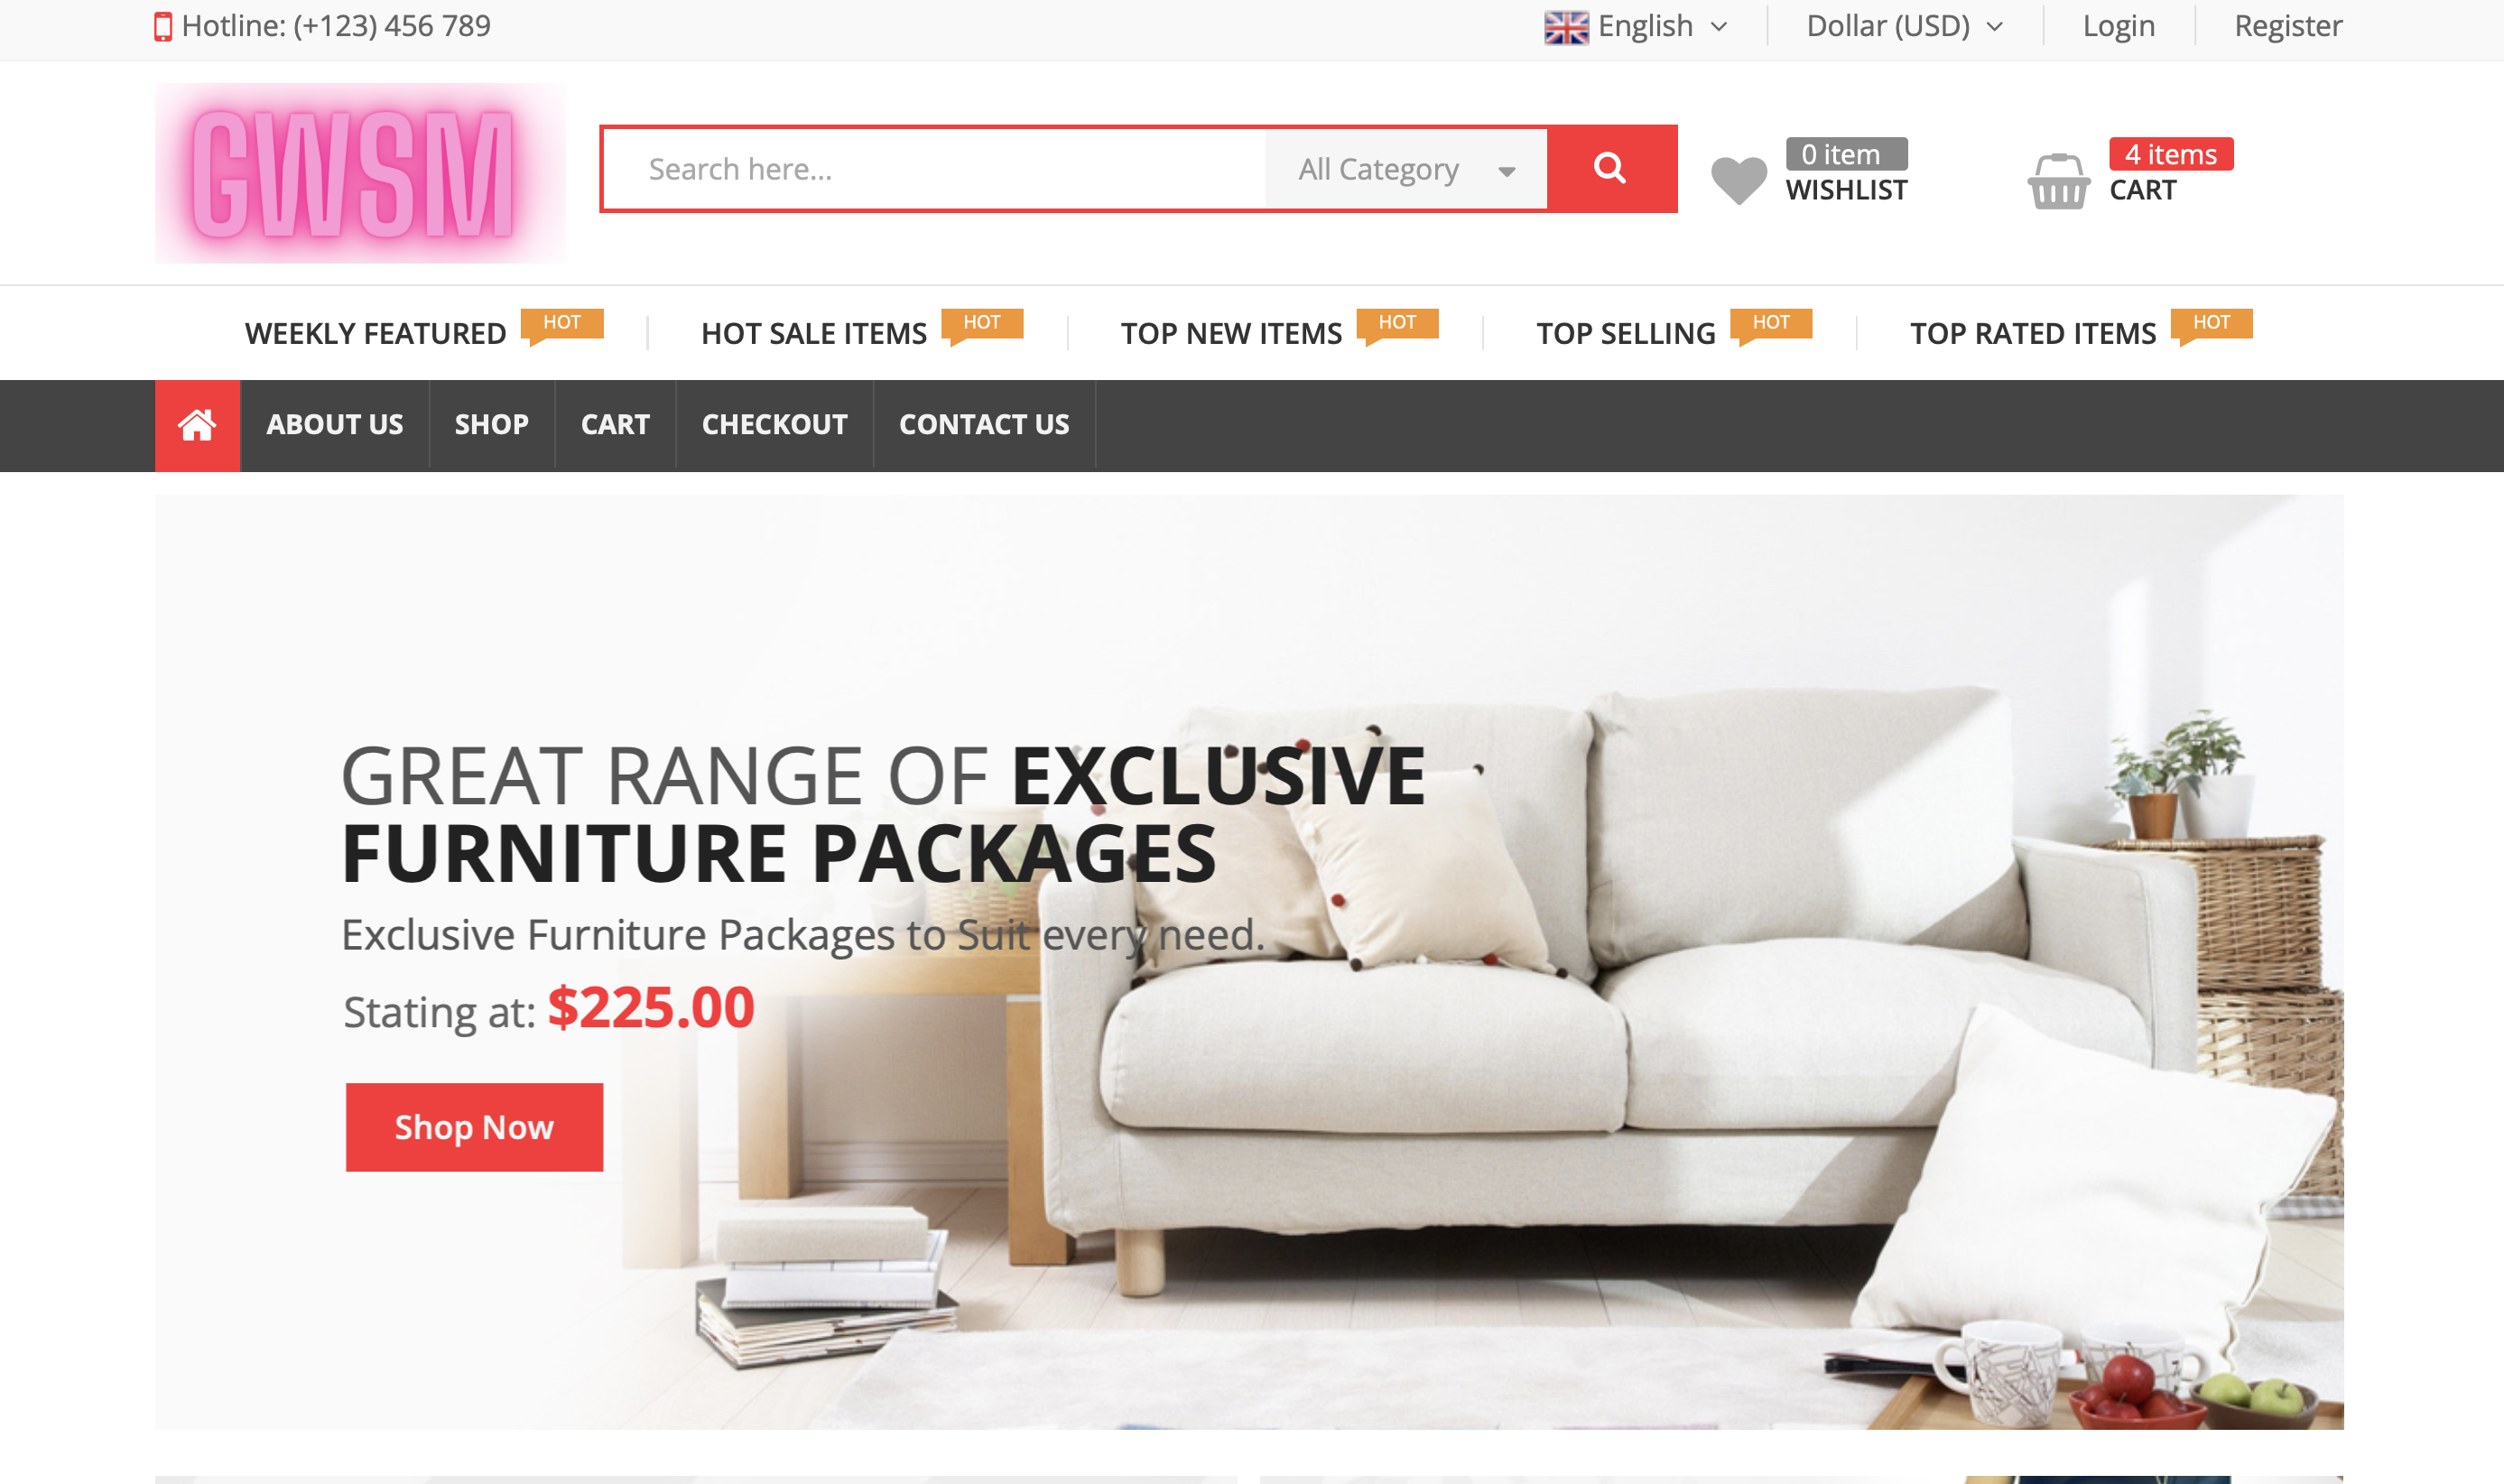 Hotline: (+123) 456 789
English
Dollar (USD)
Login
Register
GWSM
Search here...
All Category
0 item
WISHLIST
4 items
CART
WEEKLY FEATURED HOT
HOT SALE ITEMS HOT
TOP NEW ITEMS HOT
TOP SELLING HOT
TOP RATED ITEMS HOT
ABOUT US
SHOP
CART
CHECKOUT
CONTACT US
GREAT RANGE OF EXCLUSIVE
FURNITURE PACKAGES
Exclusive Furniture Packages to Suit every need.
Stating at: $225.00
Shop Now